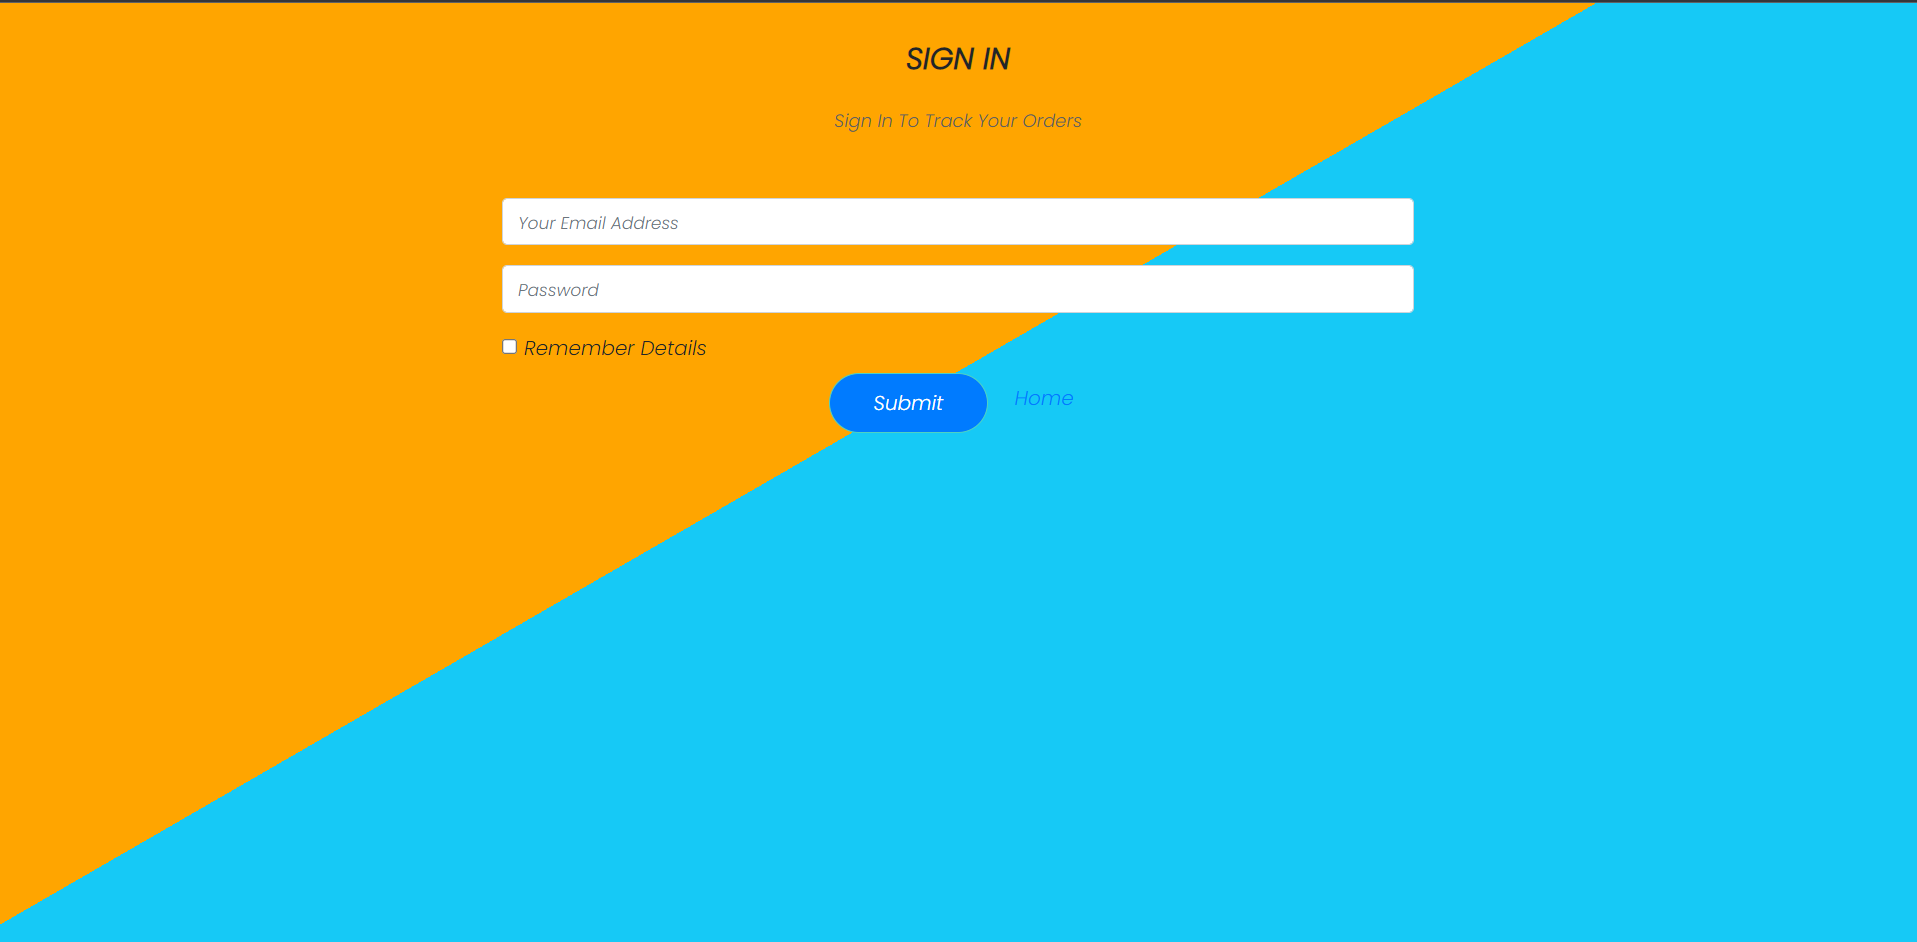 SIGN IN
Sign In To Track Your Orders
Your Email Address
Password
Remember Details
Submit Home